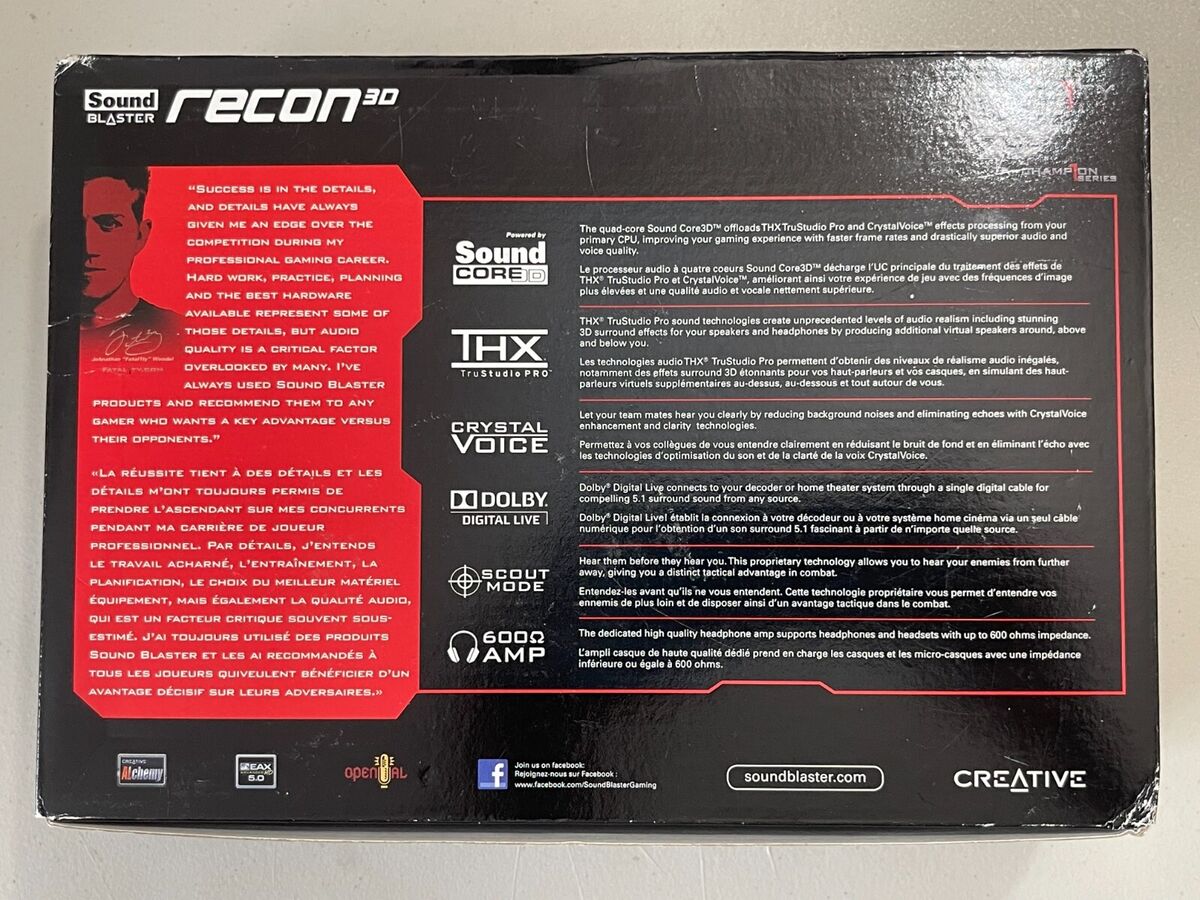 Sound BLASTER recon3D
CHAMP1ON
SERIES
"SUCCESS IS IN THE DETAILS,
AND DETAILS HAVE ALWAYS
GIVEN ME AN EDGE OVER THE
COMPETITION DURING MY
PROFESSIONAL GAMING CAREER.
HARD WORK, PRACTICE, PLANNING
AND THE BEST HARDWARE
AVAILABLE REPRESENT SOME OF
THOSE DETAILS, BUT AUDIO
QUALITY IS A CRITICAL FACTOR
OVERLOOKED BY MANY. I'VE
ALWAYS USED SOUND BLASTER
PRODUCTS AND RECOMMEND THEM TO ANY
GAMER WHO WANTS A KEY ADVANTAGE VERSUS
THEIR OPPONENTS."
Johnathan "Fatal1ty" Wendel
FATAL1TY.COM
«LA RÉUSSITE TIENT À DES DÉTAILS ET LES
DÉTAILS M'ONT TOUJOURS PERMIS DE
PRENDRE L'ASCENDANT SUR MES CONCURRENTS
PENDANT MA CARRIÈRE DE JOUEUR
PROFESSIONNEL. PAR DÉTAILS, J'ENTENDS
LE TRAVAIL ACHARNÉ, L'ENTRAÎNEMENT, LA
PLANIFICATION, LE CHOIX DU MEILLEUR MATÉRIEL
ÉQUIPEMENT, MAIS ÉGALEMENT LA QUALITÉ AUDIO,
QUI EST UN FACTEUR CRITIQUE SOUVENT SOUS-
ESTIMÉ. J'AI TOUJOURS UTILISÉ DES PRODUITS
SOUND BLASTER ET LES AI RECOMMANDÉS À
TOUS LES JOUEURS QUIVEULENT BÉNÉFICIER D'UN
AVANTAGE DÉCISIF SUR LEURS ADVERSAIRES.»
Powered by
Sound
CORE3D
The quad-core Sound Core3D™ offloads THX TruStudio Pro and CrystalVoice™ effects processing from your
primary CPU, improving your gaming experience with faster frame rates and drastically superior audio and
voice quality.
Le processeur audio à quatre coeurs Sound Core3D™ décharge l'UC principale du traitement des effets de
THX® TruStudio Pro et CrystalVoice™, améliorant ainsi votre expérience de jeu avec des fréquences d'image
plus élevées et une qualité audio et vocale nettement supérieure.
THX
TruStudio PRO™
THX® TruStudio Pro sound technologies create unprecedented levels of audio realism including stunning
3D surround effects for your speakers and headphones by producing additional virtual speakers around, above
and below you.
Les technologies audio THX® TruStudio Pro permettent d'obtenir des niveaux de réalisme audio inégalés,
notamment des effets surround 3D étonnants pour vos haut-parleurs et vos casques, en simulant des haut-
parleurs virtuels supplémentaires au-dessus, au-dessous et tout autour de vous.
CRYSTAL
VOICE
Let your team mates hear you clearly by reducing background noises and eliminating echoes with CrystalVoice
enhancement and clarity technologies.
Permettez à vos collègues de vous entendre clairement en réduisant le bruit de fond et en éliminant l'écho avec
les technologies d'optimisation du son et de la clarté de la voix CrystalVoice.
DOLBY.
DIGITAL LIVE
Dolby® Digital Live connects to your decoder or home theater system through a single digital cable for
compelling 5.1 surround sound from any source.
Dolby® Digital Livel établit la connexion à votre décodeur ou à votre système home cinéma via un seul câble
numérique pour l'obtention d'un son surround 5.1 fascinant à partir de n'importe quelle source.
SCOUT
MODE
Hear them before they hear you. This proprietary technology allows you to hear your enemies from further
away, giving you a distinct tactical advantage in combat.
Entendez-les avant qu'ils ne vous entendent. Cette technologie propriétaire vous permet d'entendre vos
ennemis de plus loin et de disposer ainsi d'un avantage tactique dans le combat.
600Ω
AMP
The dedicated high quality headphone amp supports headphones and headsets with up to 600 ohms impedance.
L'ampli casque de haute qualité dédié prend en charge les casques et les micro-casques avec une impédance
inférieure ou égale à 600 ohms.
CREATIVE
ALchemy
EAX
ADVANCED HD
5.0
OPENAL
f
Join us on facebook:
Rejoignez-nous sur Facebook :
www.facebook.com/SoundBlasterGaming
soundblaster.com
CREATIVE